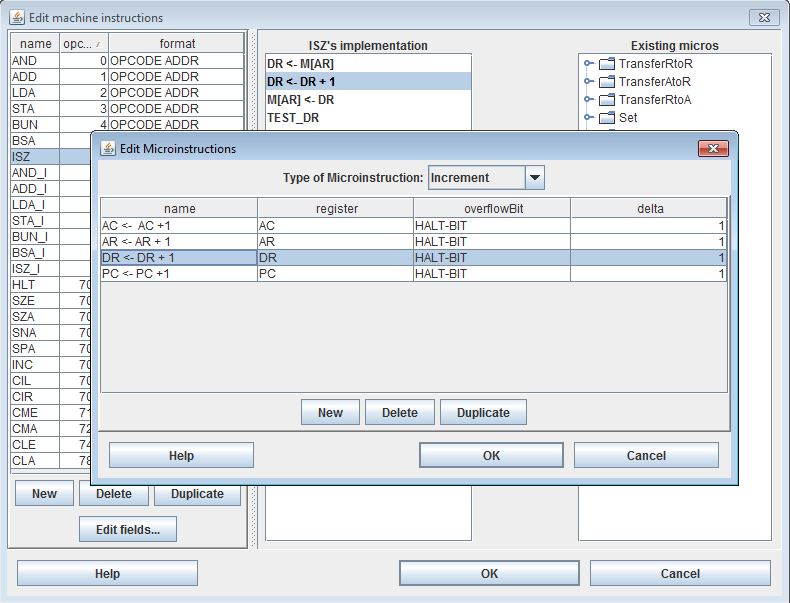 Edit machine instructions
name opc... format
AND 0 OPCODE ADDR
ADD 1 OPCODE ADDR
LDA 2 OPCODE ADDR
STA 3 OPCODE ADDR
BUN 4 OPCODE ADDR
BSA
ISZ
AND_I
ADD_I
LDA_I
STA_I
BUN_I
BSA_I
ISZ_I
HLT 70
SZE 70
SZA 70
SNA 70
SPA 70
INC 70
CIL 70
CIR 70
CME 71
CMA 72
CLE 74
CLA 78
New Delete Duplicate
Edit fields...
ISZ's implementation
DR <- M[AR]
DR <- DR + 1
M[AR] <- DR
TEST_DR
Existing micros
TransferRtoR
TransferAtoR
TransferRtoA
Set
Edit Microinstructions
Type of Microinstruction: Increment
name register overflowBit delta
AC <- AC +1 AC HALT-BIT 1
AR <- AR + 1 AR HALT-BIT 1
DR <- DR + 1 DR HALT-BIT 1
PC <- PC +1 PC HALT-BIT 1
New Delete Duplicate
Help OK Cancel
Help OK Cancel